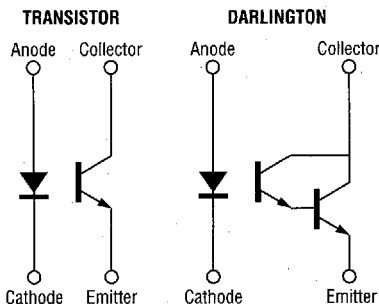 TRANSISTOR DARLINGTON
Anode Collector Anode Collector
Cathode Emitter Cathode Emitter